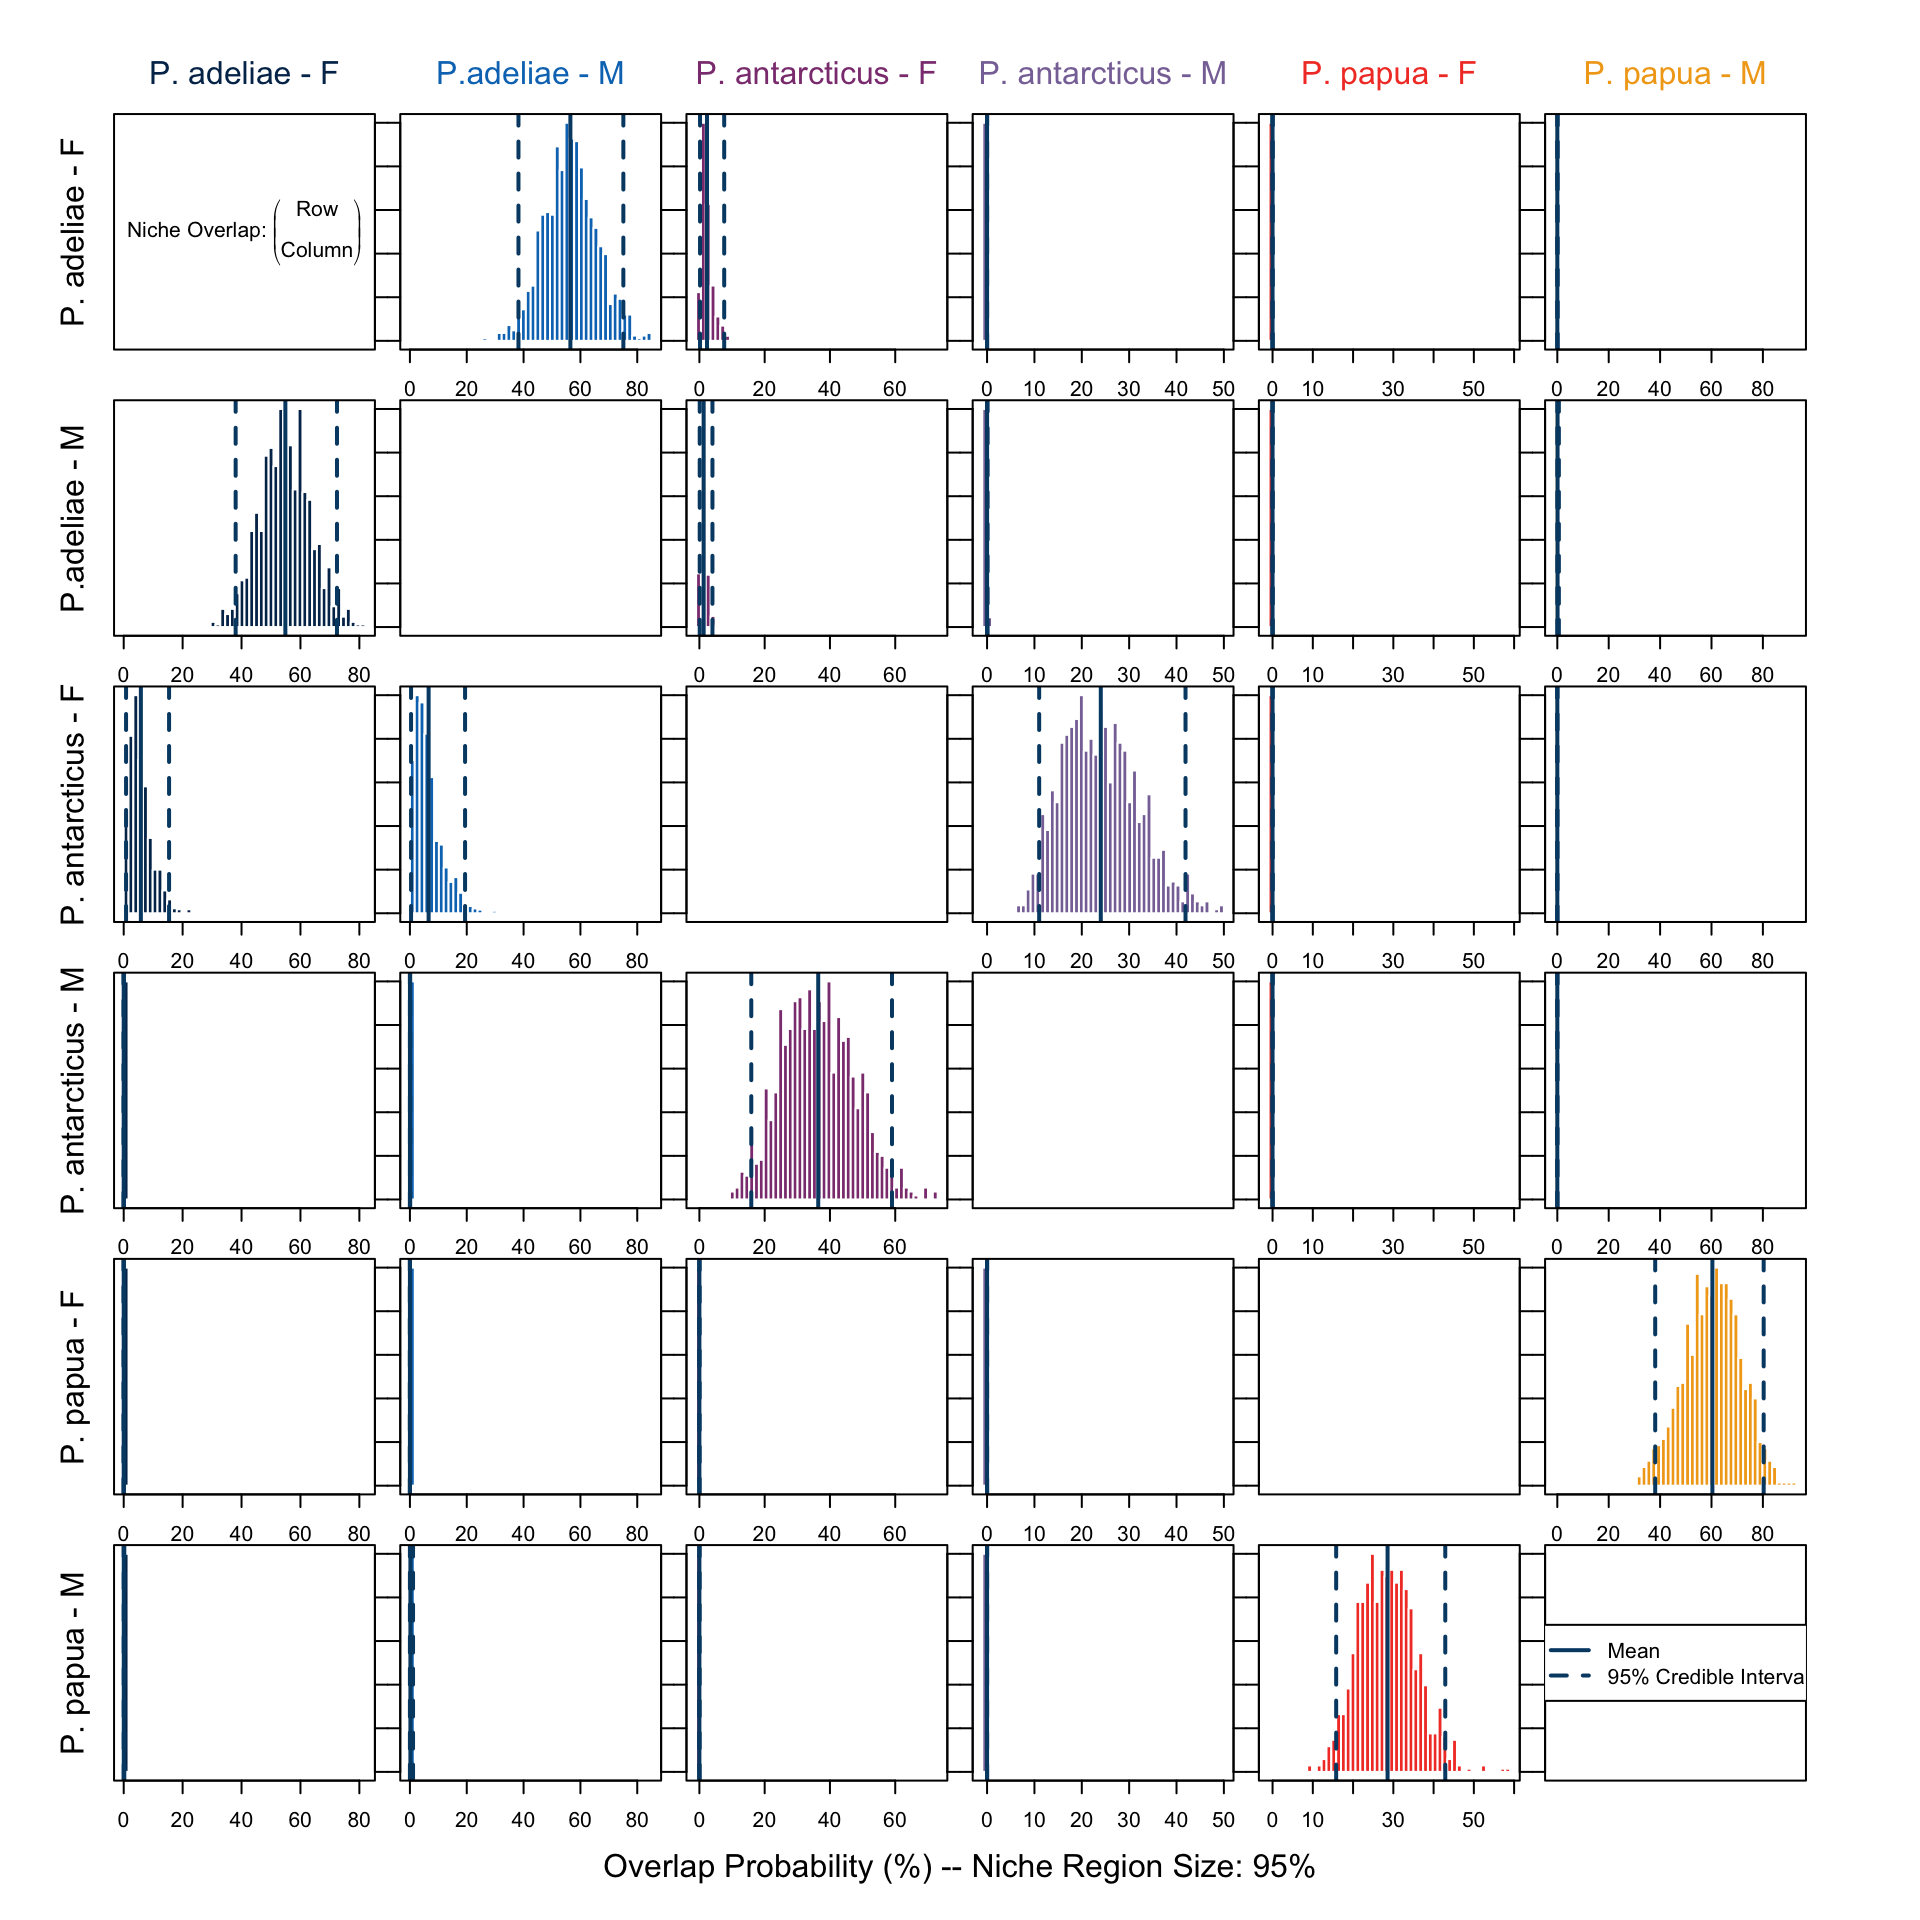 P. adeliae - F P.adeliae - M P. antarcticus - F P. antarcticus - M P. papua - F P. papua - M
P. adeliae - F
Niche Overlap: (Row
Column)
0 20 40 60 80 0 20 40 60 0 10 20 30 40 50 0 10 30 50 0 20 40 60 80
P.adeliae - M
0 20 40 60 80 0 20 40 60 0 10 20 30 40 50 0 10 30 50 0 20 40 60 80
P. antarcticus - F
0 20 40 60 80 0 20 40 60 80 0 10 20 30 40 50 0 10 30 50 0 20 40 60 80
P. antarcticus - M
0 20 40 60 80 0 20 40 60 80 0 20 40 60 0 10 30 50 0 20 40 60 80
P. papua - F
0 20 40 60 80 0 20 40 60 80 0 20 40 60 0 10 20 30 40 50 0 20 40 60 80
P. papua - M
Mean
95% Credible Interva
0 20 40 60 80 0 20 40 60 80 0 20 40 60 0 10 20 30 40 50 0 10 30 50
Overlap Probability (%) -- Niche Region Size: 95%